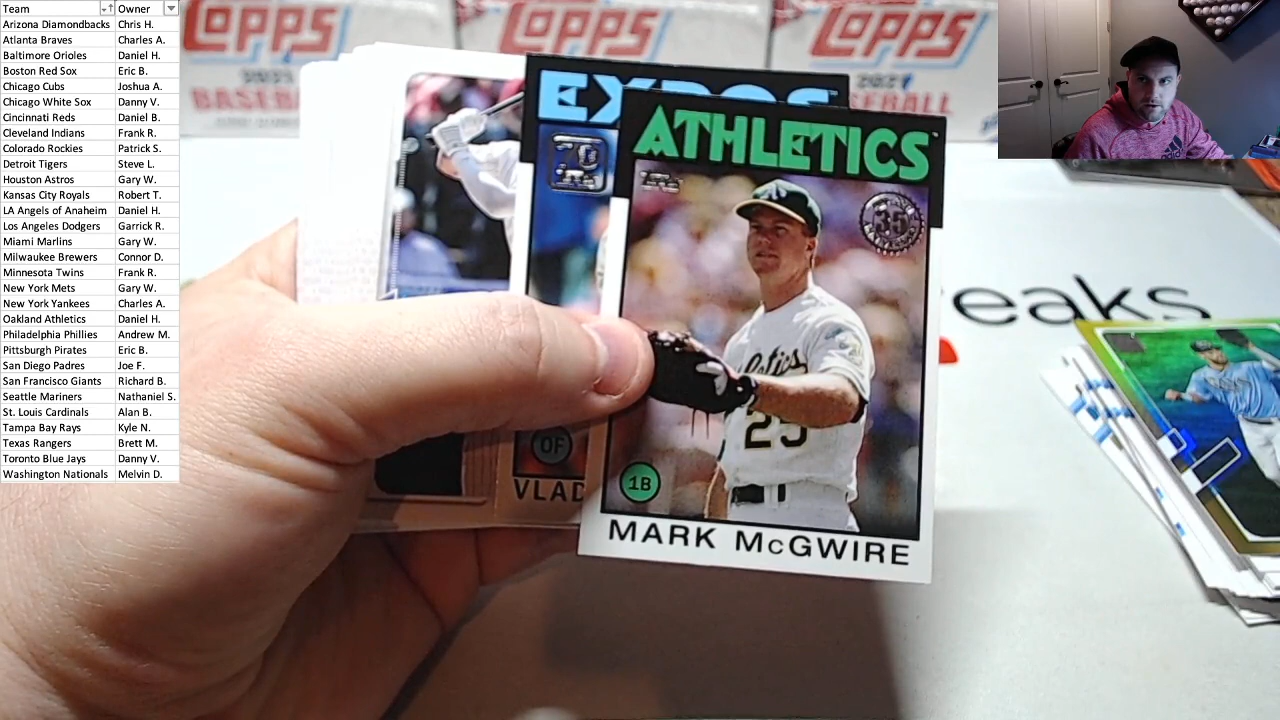 Team Owner
Arizona Diamondbacks Chris H.
Atlanta Braves Charles A.
Baltimore Orioles Daniel H.
Boston Red Sox Eric B.
Chicago Cubs Joshua A.
Chicago White Sox Danny V.
Cincinnati Reds Daniel B.
Cleveland Indians Frank R.
Colorado Rockies Patrick S.
Detroit Tigers Steve L.
Houston Astros Gary W.
Kansas City Royals Robert T.
LA Angels of Anaheim Daniel H.
Los Angeles Dodgers Garrick R.
Miami Marlins Gary W.
Milwaukee Brewers Connor D.
Minnesota Twins Frank R.
New York Mets Gary W.
New York Yankees Charles A.
Oakland Athletics Daniel H.
Philadelphia Phillies Andrew M.
Pittsburgh Pirates Eric B.
San Diego Padres Joe F.
San Francisco Giants Richard B.
Seattle Mariners Nathaniel S.
St. Louis Cardinals Alan B.
Tampa Bay Rays Kyle N.
Texas Rangers Brett M.
Toronto Blue Jays Danny V.
Washington Nationals Melvin D.
Topps Topps Topps
2021 2021
BASEBALL
EXPOS
70
OF
VLAD
ATHLETICS
Topps
35
25
1B
MARK McGWIRE
eaks